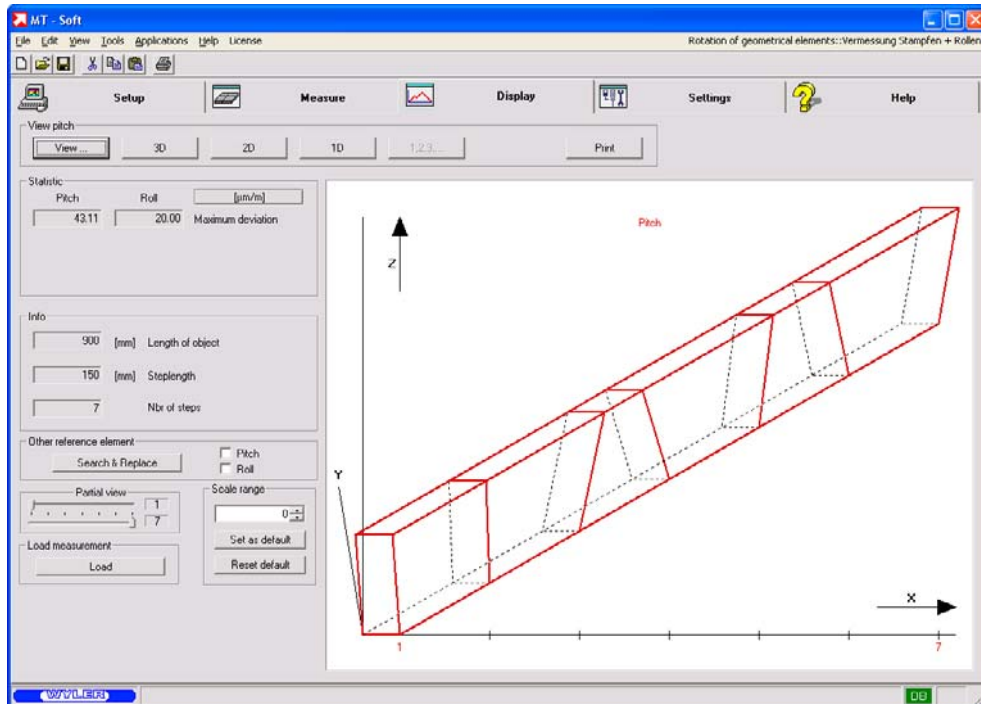 MT - Soft
File Edit View Tools Applications Help License
Rotation of geometrical elements::Vermessung Stampfen + Rollen
Setup Measure Display Settings Help
View pitch
View ... 3D 2D 1D 1,2,3,... Print
Statistic
Pitch Roll [µm/m]
43.11 20.00 Maximum deviation
Info
900 [mm] Length of object
150 [mm] Steplength
7 Nbr of steps
Other reference element
Search & Replace
Pitch
Roll
Partial view
1
7
Scale range
0
Set as default
Reset default
Load measurement
Load
Pitch
Z
Y
X
1 7
WYLER
DB